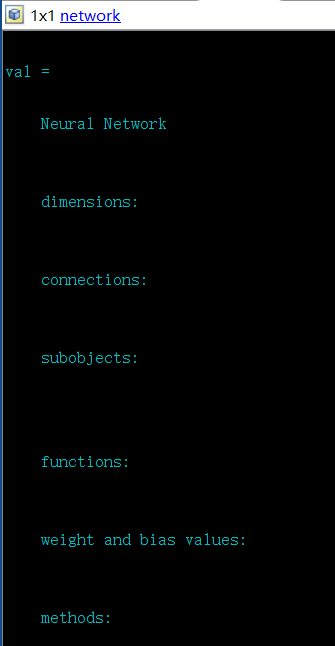 1x1 network
val =
Neural Network
dimensions:
connections:
subobjects:
functions:
weight and bias values:
methods: